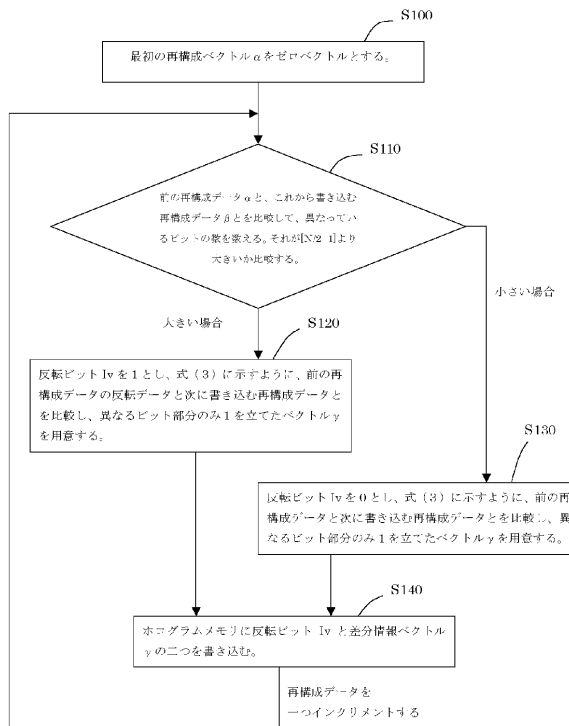 S100
最初の再構成ベクトルαをゼロベクトルとする。
S110
前の再構成データαと、これから書き込む
再構成データβとを比較して、異なってい
るビットの数を数える。それが[N/2-1]より
大きいか比較する。
小さい場合
大きい場合
S120
反転ビット Iv を1とし、式(3)に示すように、前の再
構成データの反転データと次に書き込む再構成データと
を比較し、異なるビット部分のみ1を立てたベクトルγ
を用意する。
S130
反転ビット Iv を0とし、式(3)に示すように、前の再
構成データと次に書き込む再構成データとを比較し、異
なるビット部分のみ1を立てたベクトルγを用意する。
S140
ホログラムメモリに反転ビット Iv と差分情報ベクトル
γの二つを書き込む。
再構成データを
一つインクリメントする